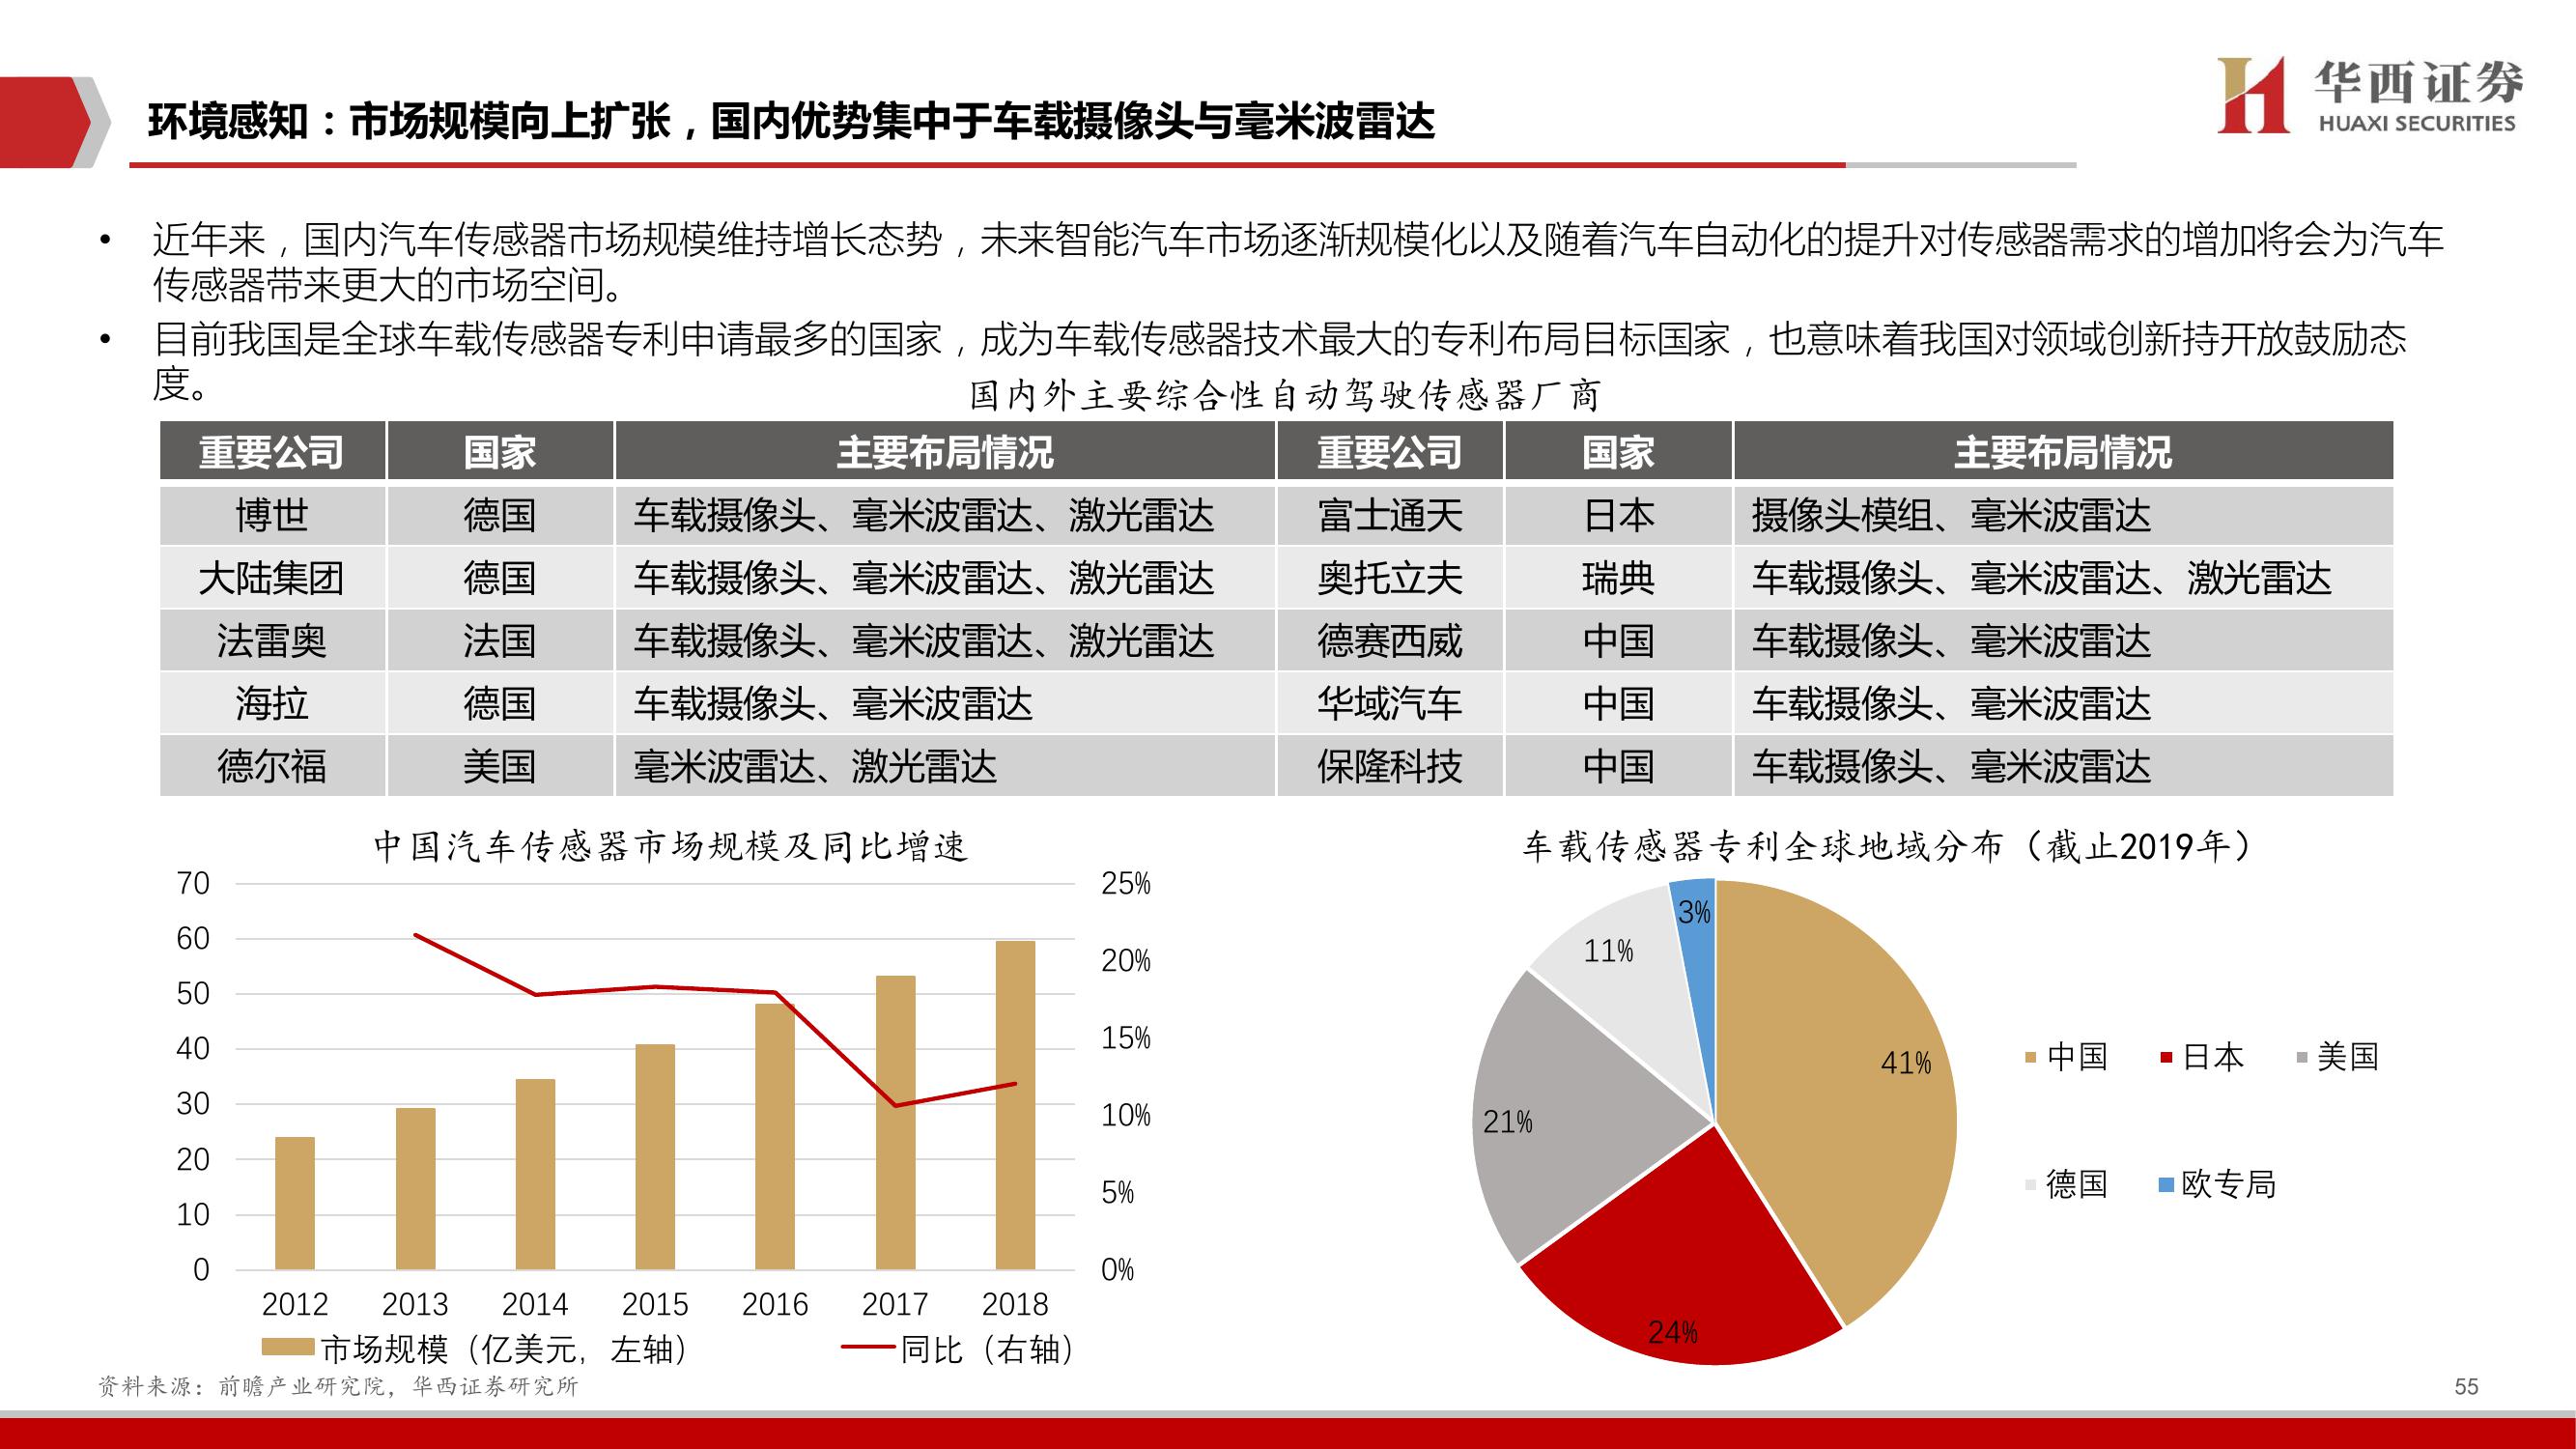 华西证券
HUAXI SECURITIES
环境感知：市场规模向上扩张，国内优势集中于车载摄像头与毫米波雷达
• 近年来，国内汽车传感器市场规模维持增长态势，未来智能汽车市场逐渐规模化以及随着汽车自动化的提升对传感器需求的增加将会为汽车
传感器带来更大的市场空间。
• 目前我国是全球车载传感器专利申请最多的国家，成为车载传感器技术最大的专利布局目标国家，也意味着我国对领域创新持开放鼓励态
度。
国内外主要综合性自动驾驶传感器厂商
重要公司 国家 主要布局情况 重要公司 国家 主要布局情况
博世 德国 车载摄像头、毫米波雷达、激光雷达 富士通天 日本 摄像头模组、毫米波雷达
大陆集团 德国 车载摄像头、毫米波雷达、激光雷达 奥托立夫 瑞典 车载摄像头、毫米波雷达、激光雷达
法雷奥 法国 车载摄像头、毫米波雷达、激光雷达 德赛西威 中国 车载摄像头、毫米波雷达
海拉 德国 车载摄像头、毫米波雷达 华域汽车 中国 车载摄像头、毫米波雷达
德尔福 美国 毫米波雷达、激光雷达 保隆科技 中国 车载摄像头、毫米波雷达
中国汽车传感器市场规模及同比增速
70 25%
60
20%
50
40 15%
30
10%
20
5%
10
0 0%
2012 2013 2014 2015 2016 2017 2018
市场规模（亿美元，左轴） 同比（右轴）
车载传感器专利全球地域分布（截止2019年）
3%
11%
41%
21%
24%
中国 日本 美国
德国 欧专局
资料来源：前瞻产业研究院，华西证券研究所
55